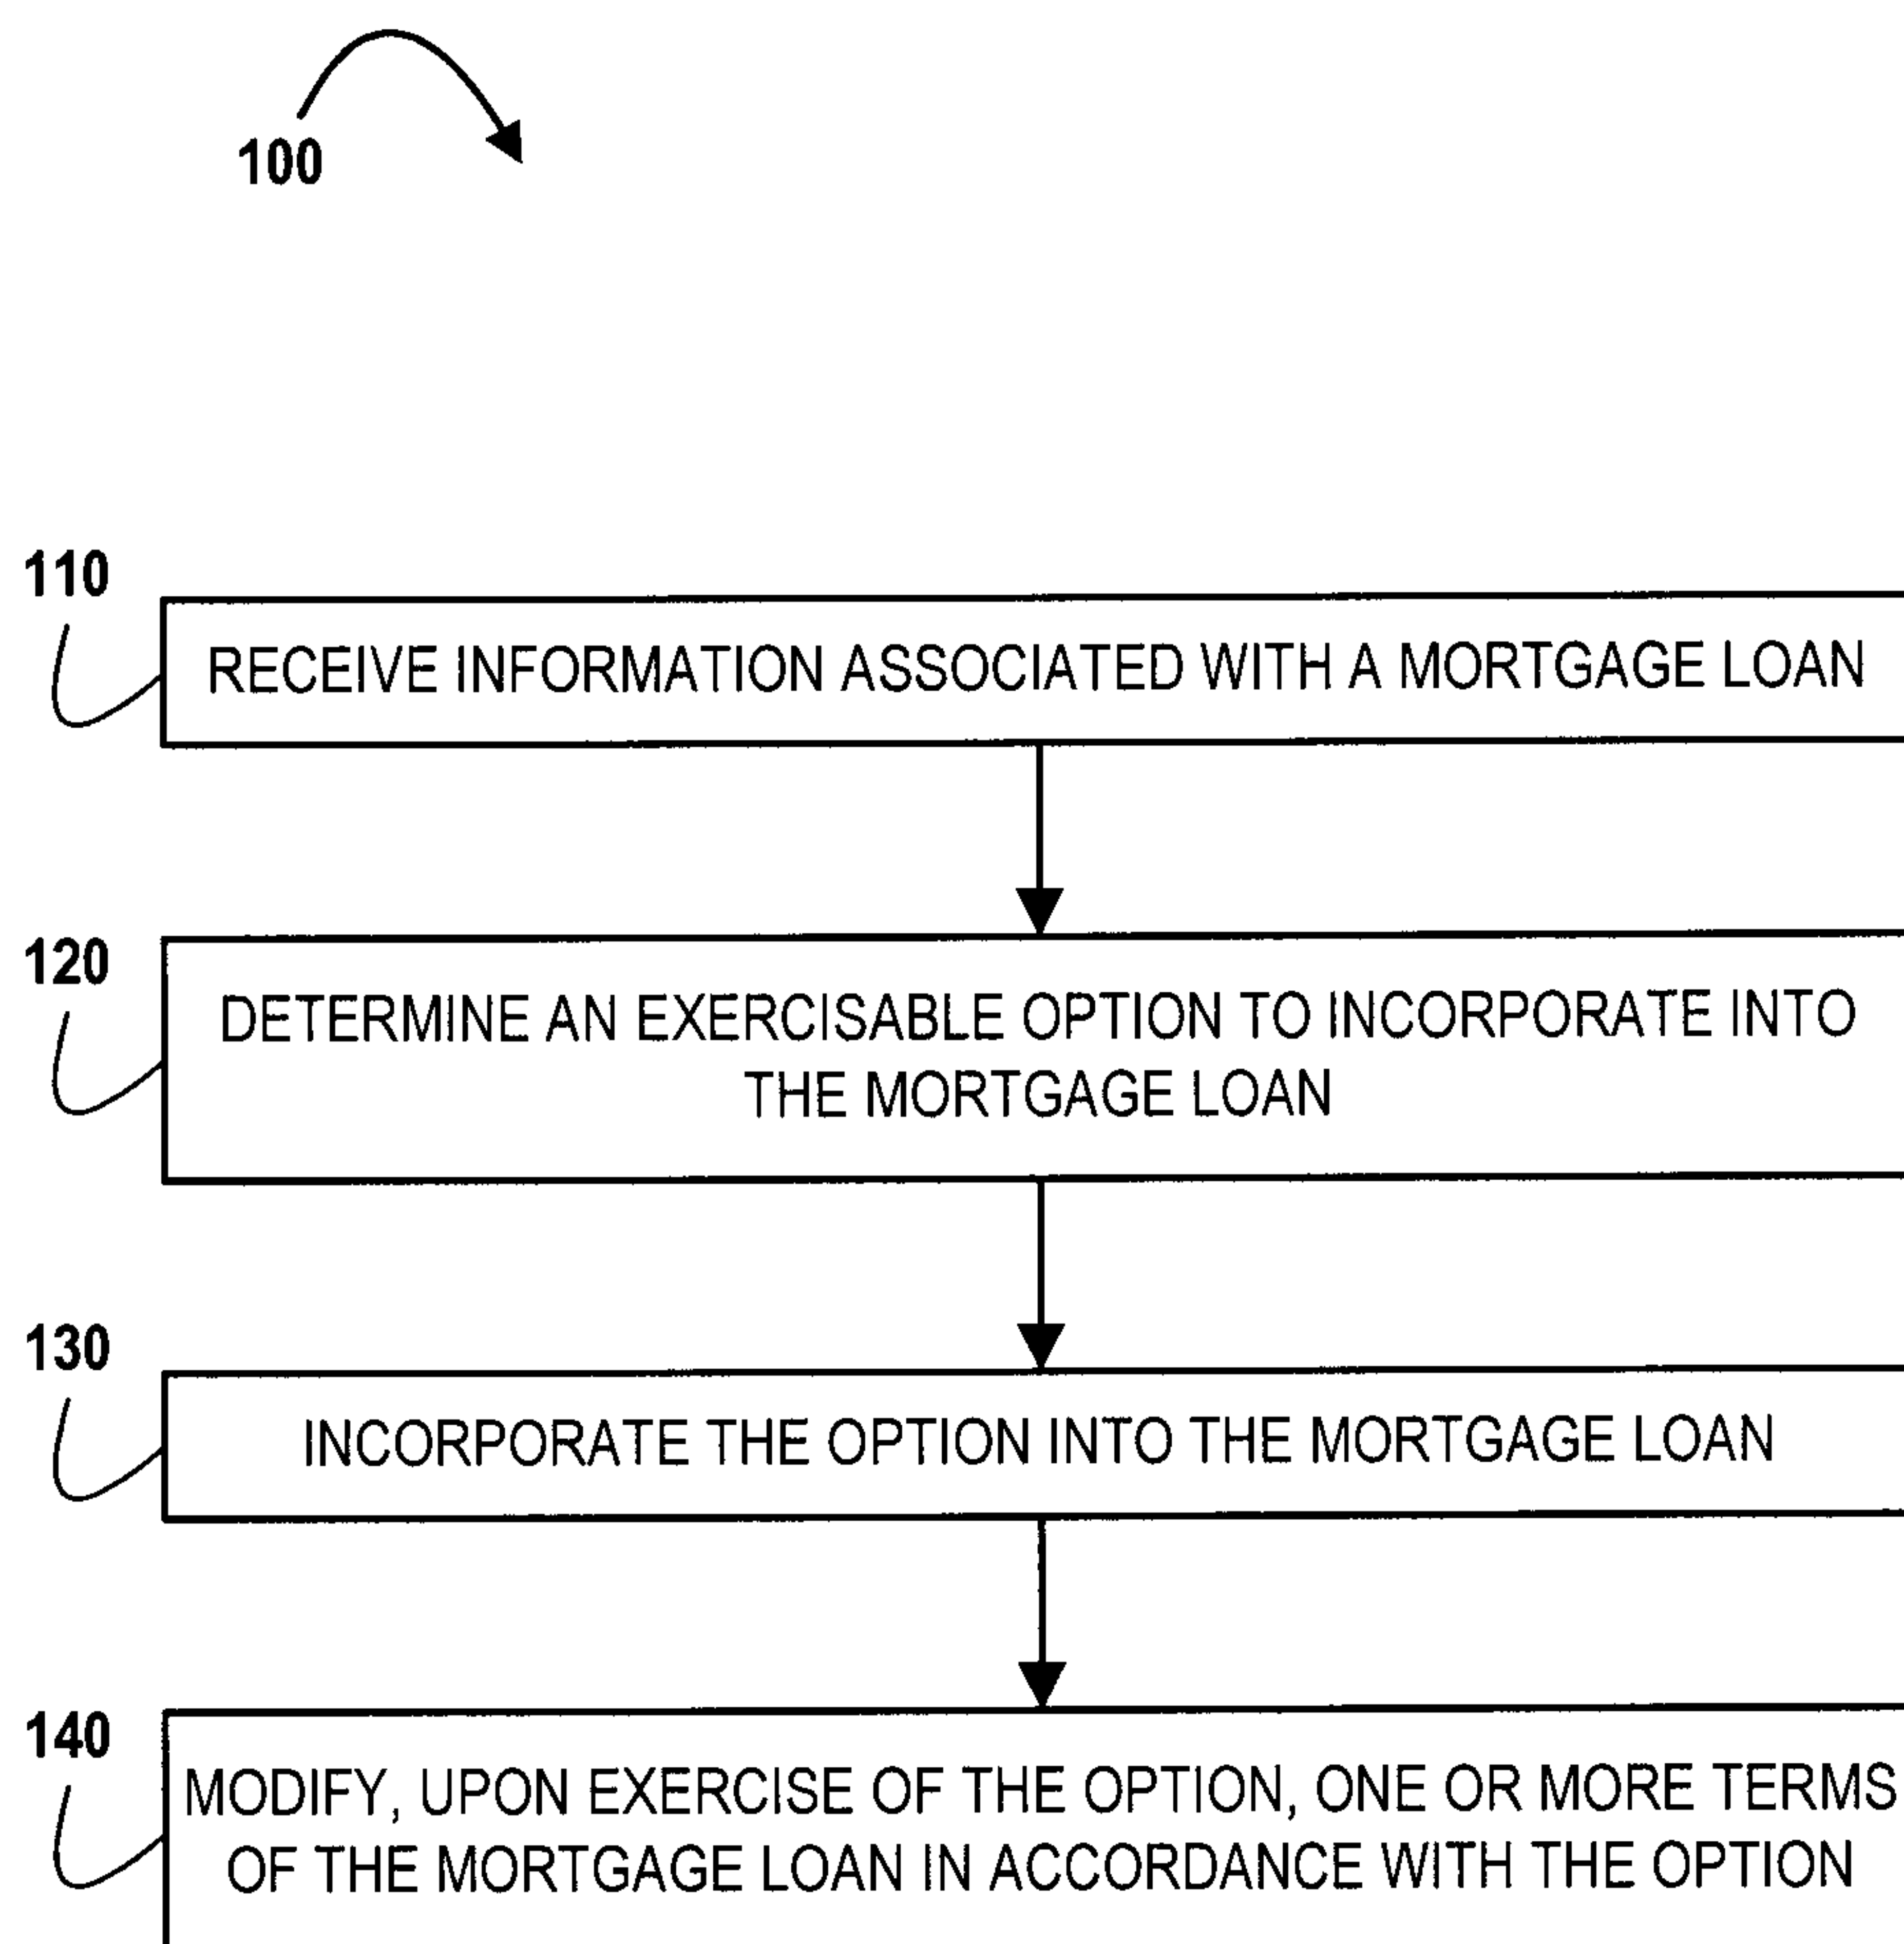 100
110
RECEIVE INFORMATION ASSOCIATED WITH A MORTGAGE LOAN
120
DETERMINE AN EXERCISABLE OPTION TO INCORPORATE INTO
THE MORTGAGE LOAN
130
INCORPORATE THE OPTION INTO THE MORTGAGE LOAN
140
MODIFY, UPON EXERCISE OF THE OPTION, ONE OR MORE TERMS
OF THE MORTGAGE LOAN IN ACCORDANCE WITH THE OPTION